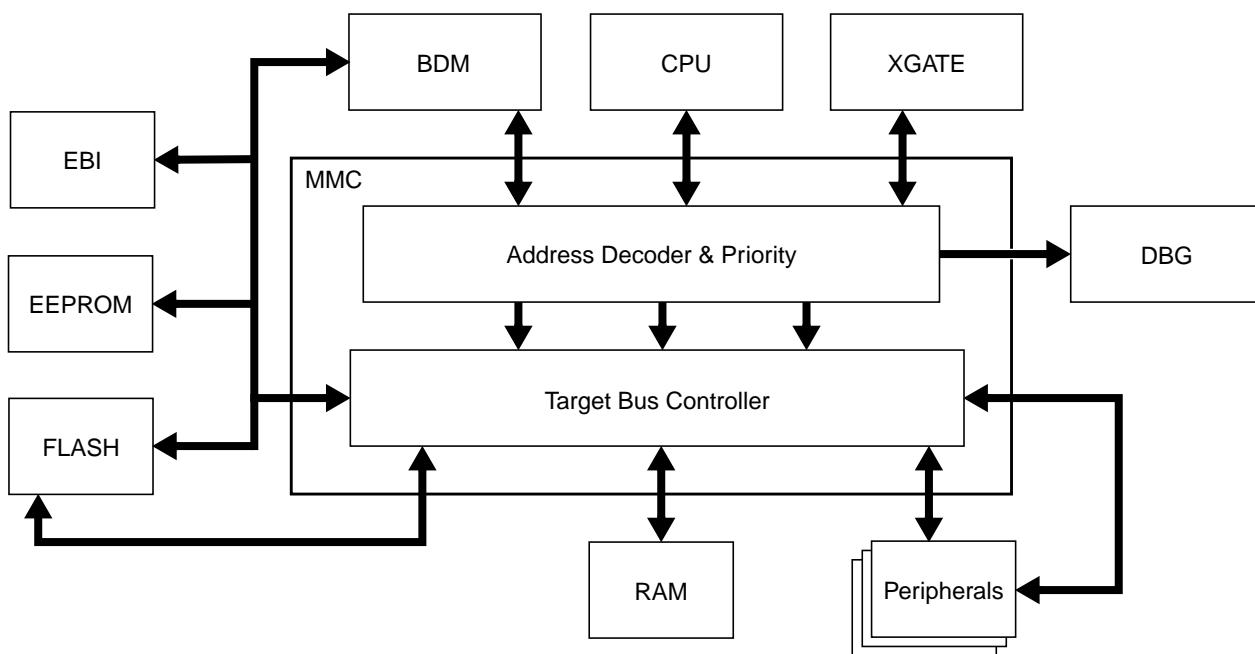 BDM
CPU
XGATE
EBI
MMC
Address Decoder & Priority
DBG
EEPROM
Target Bus Controller
FLASH
RAM
Peripherals